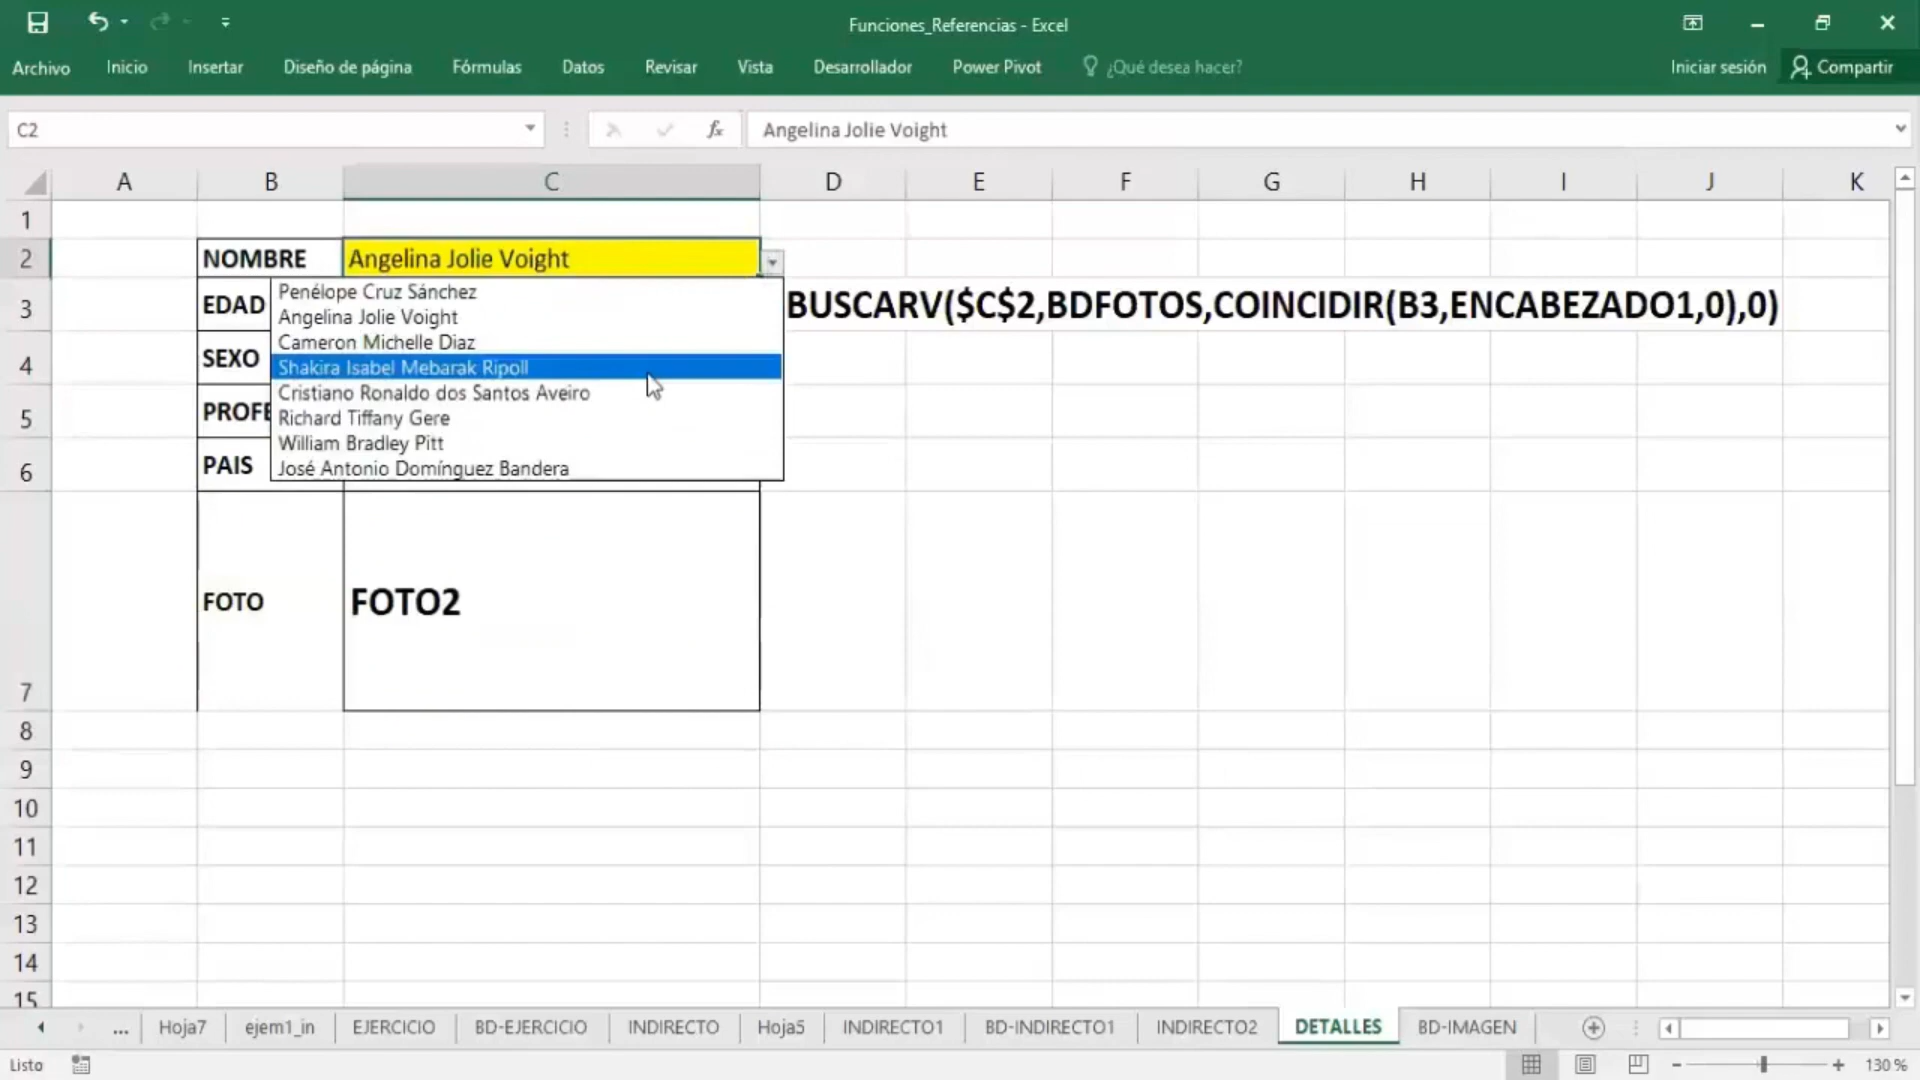 Funciones_Referencias - Excel
Archivo Inicio Insertar Diseño de página Fórmulas Datos Revisar Vista Desarrollador Power Pivot ¿Qué desea hacer? Iniciar sesión Compartir
C2 fx Angelina Jolie Voight
A B C D E F G H I J K
1
2 NOMBRE Angelina Jolie Voight
Penélope Cruz Sánchez
3 EDAD BUSCARV($C$2,BDFOTOS,COINCIDIR(B3,ENCABEZADO1,0),0)
Angelina Jolie Voight
Cameron Michelle Diaz
4 SEXO Shakira Isabel Mebarak Ripoll
Cristiano Ronaldo dos Santos Aveiro
5 PROFE Richard Tiffany Gere
William Bradley Pitt
6 PAIS José Antonio Domínguez Bandera
FOTO FOTO2
7
8
9
10
11
12
13
14
15
... Hoja7 ejem1_in EJERCICIO BD-EJERCICIO INDIRECTO Hoja5 INDIRECTO1 BD-INDIRECTO1 INDIRECTO2 DETALLES BD-IMAGEN
Listo 130 %